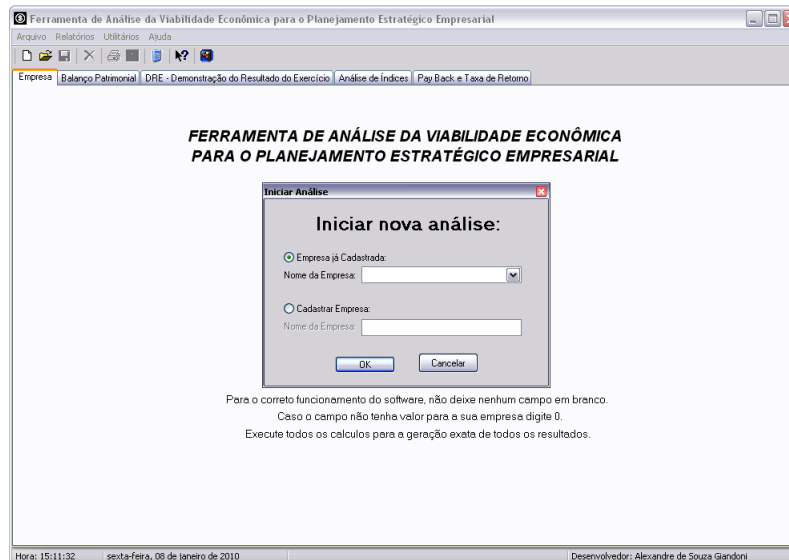 Ferramenta de Análise da Viabilidade Econômica para o Planejamento Estratégico Empresarial
Arquivo Relatórios Utilitários Ajuda
Empresa Balanço Patrimonial DRE - Demonstração do Resultado do Exercício Análise de Índices Pay Back e Taxa de Retorno
FERRAMENTA DE ANÁLISE DA VIABILIDADE ECONÔMICA
PARA O PLANEJAMENTO ESTRATÉGICO EMPRESARIAL
Iniciar Análise
Iniciar nova análise:
Empresa já Cadastrada:
Nome da Empresa:
Cadastrar Empresa:
Nome da Empresa:
OK Cancelar
Para o correto funcionamento do software, não deixe nenhum campo em branco.
Caso o campo não tenha valor para a sua empresa digite 0.
Execute todos os calculos para a geração exata de todos os resultados.
Hora: 15:11:32 sexta-feira, 08 de janeiro de 2010 Desenvolvedor: Alexandre de Souza Giandoni